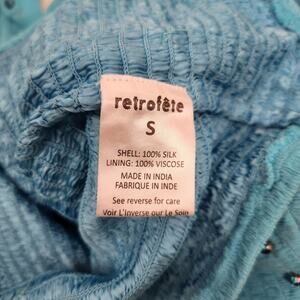 retrofête
S
SHELL: 100% SILK
LINING: 100% VISCOSE
MADE IN INDIA
FABRIQUE EN INDE
See reverse for care
Voir L'inverse our Le Soin